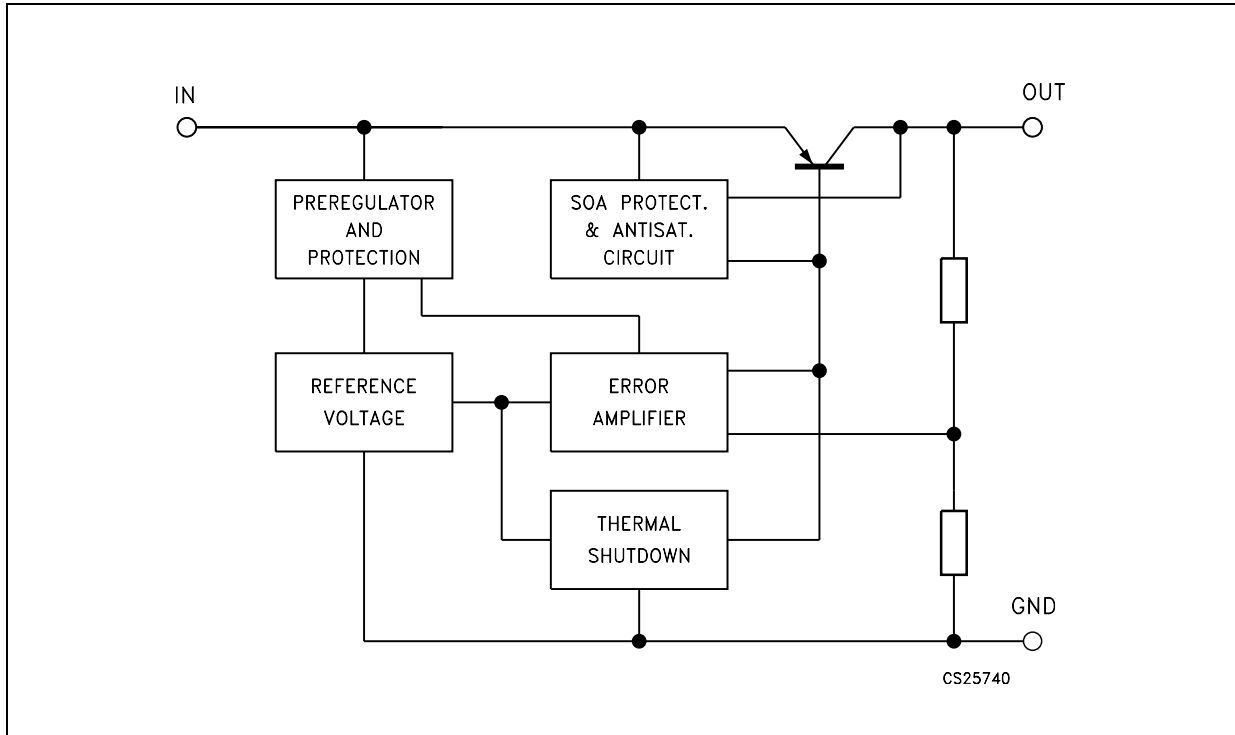 IN
OUT
PREREGULATOR
AND
PROTECTION
SOA PROTECT.
& ANTISAT.
CIRCUIT
REFERENCE
VOLTAGE
ERROR
AMPLIFIER
THERMAL
SHUTDOWN
GND
CS25740